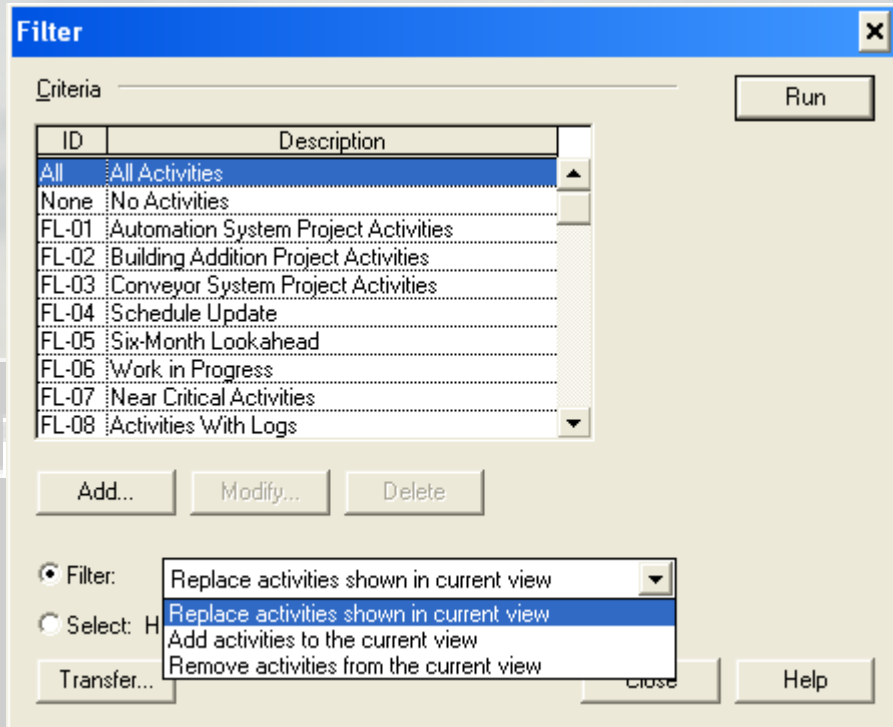 Filter
Criteria
Run
ID Description
All All Activities
None No Activities
FL-01 Automation System Project Activities
FL-02 Building Addition Project Activities
FL-03 Conveyor System Project Activities
FL-04 Schedule Update
FL-05 Six-Month Lookahead
FL-06 Work in Progress
FL-07 Near Critical Activities
FL-08 Activities With Logs
Add... Modify... Delete
Filter: Replace activities shown in current view
Replace activities shown in current view
Select: H
Add activities to the current view
Remove activities from the current view
Transfer... Close Help